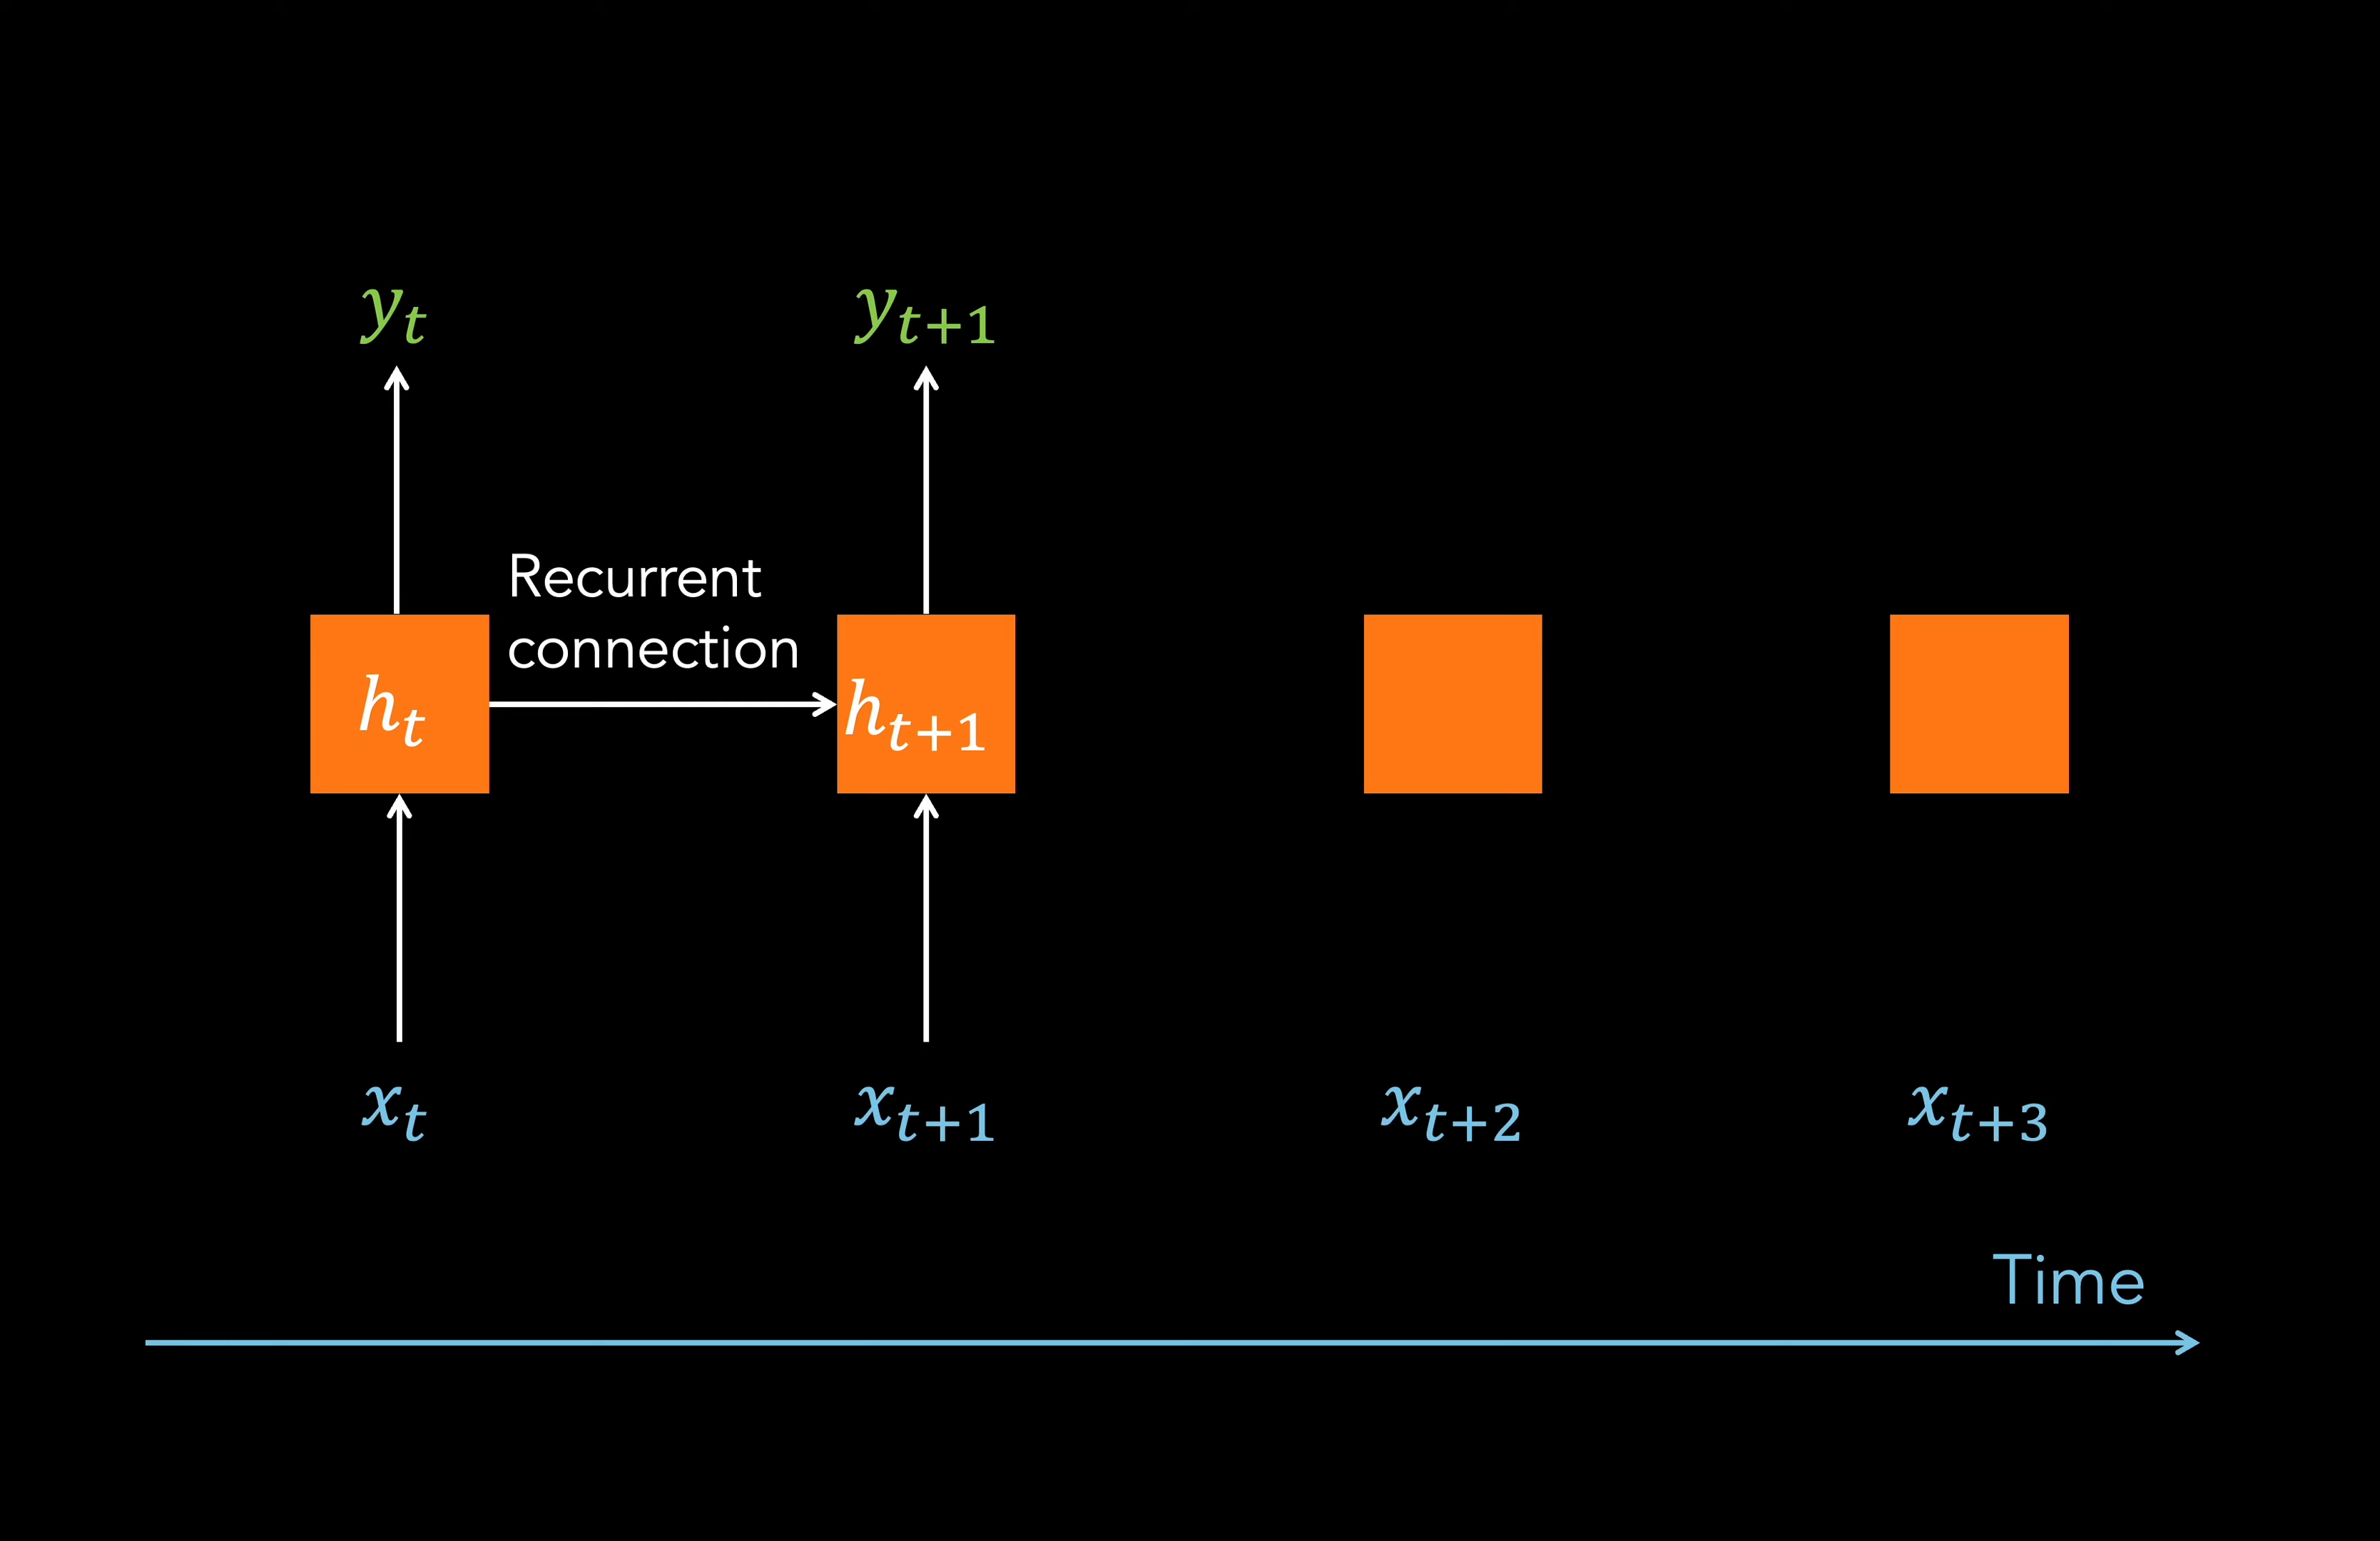 y_t
y_{t+1}
Recurrent
connection
h_t
h_{t+1}
x_t
x_{t+1}
x_{t+2}
x_{t+3}
Time